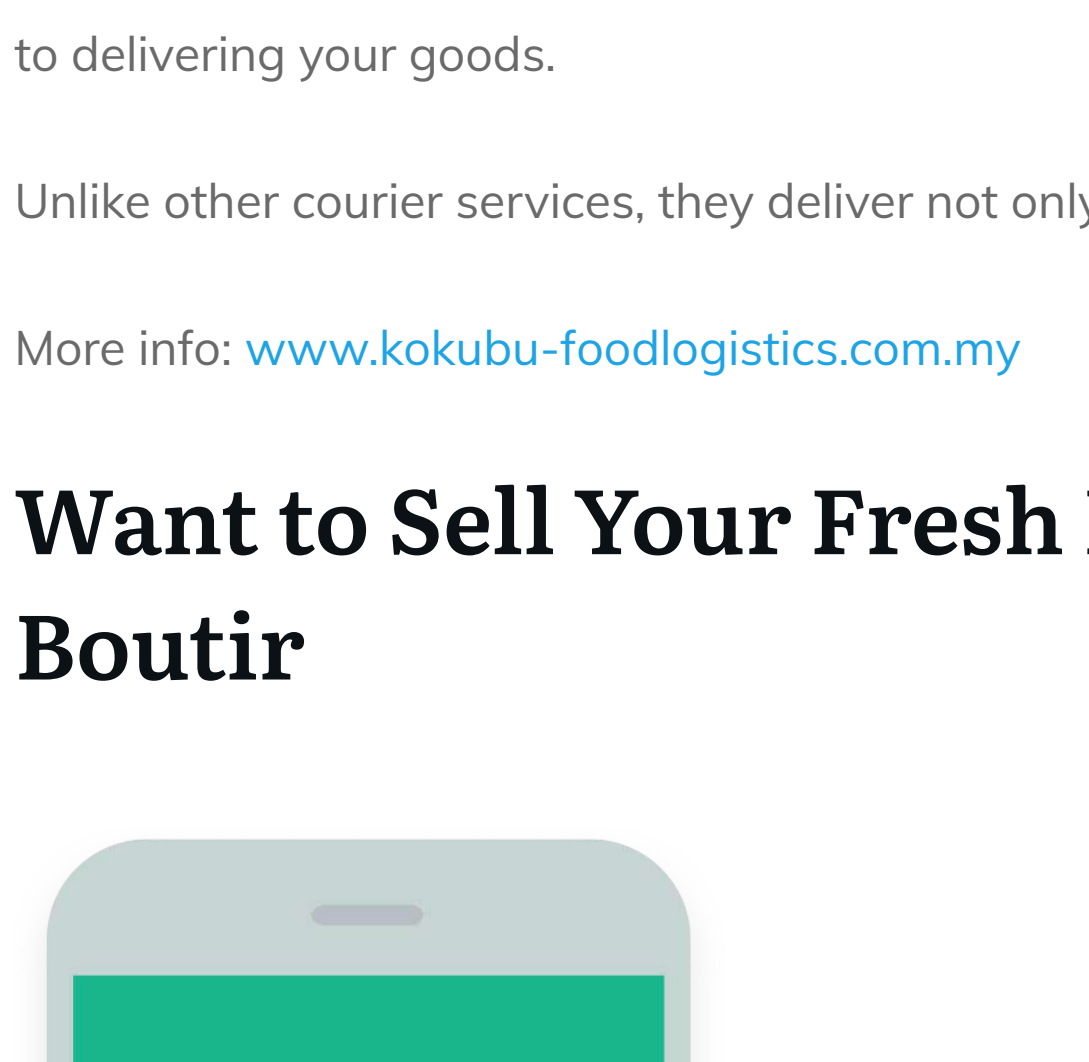 to delivering your goods.
Unlike other courier services, they deliver not only
More info: www.kokubu-foodlogistics.com.my
Want to Sell Your Fresh
Boutir